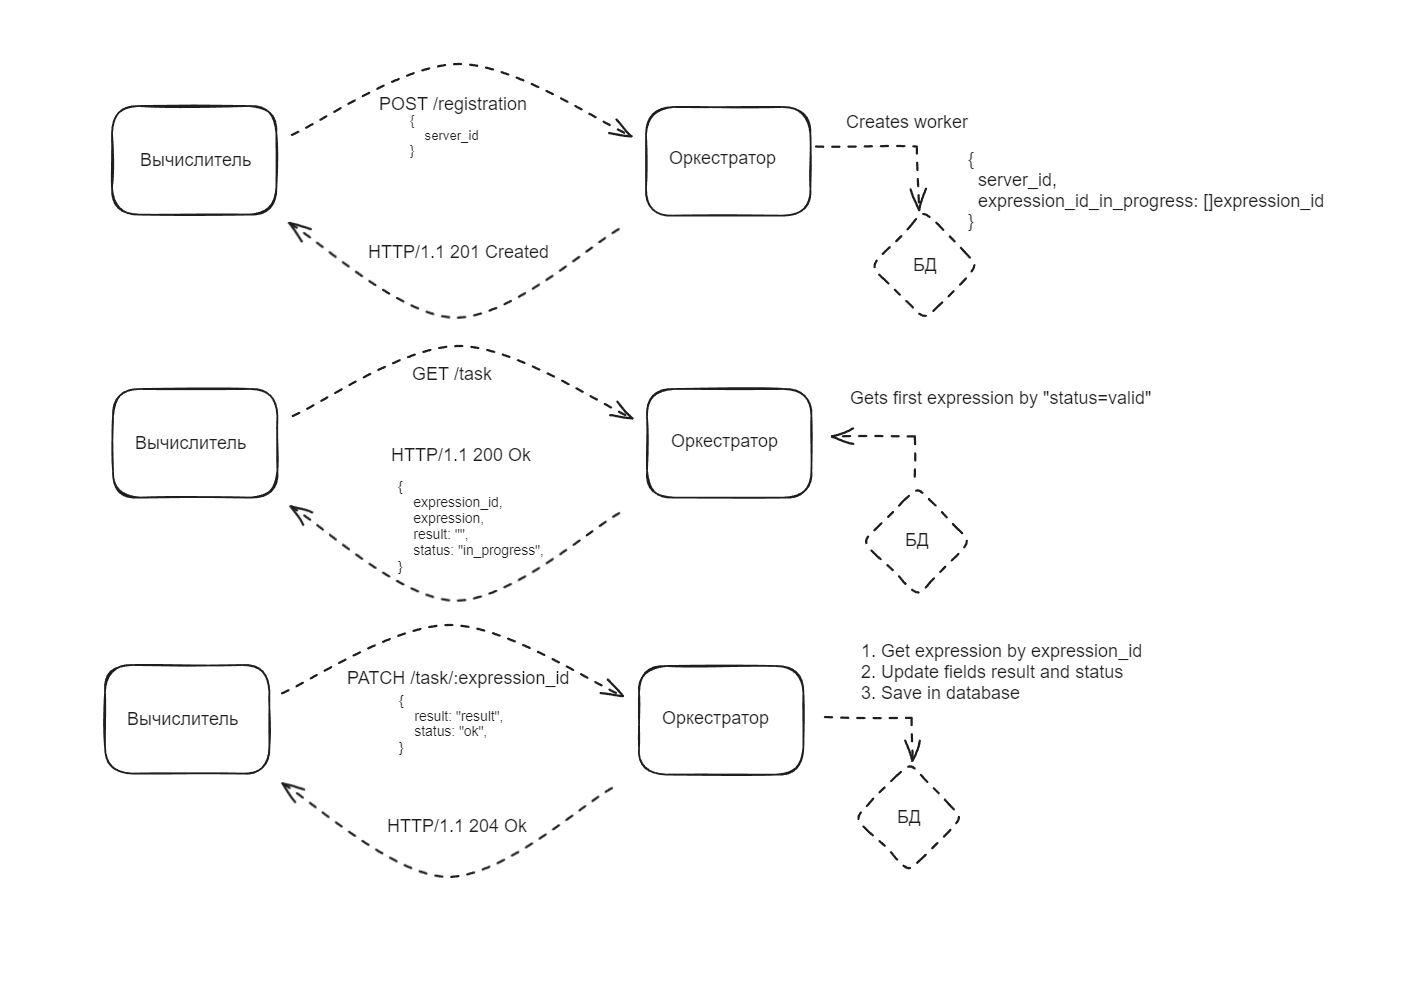 POST /registration
{
server_id
}
Вычислитель
Оркестратор
Creates worker
{
server_id,
expression_id_in_progress: []expression_id
}
HTTP/1.1 201 Created
БД
GET /task
Вычислитель
Оркестратор
Gets first expression by "status=valid"
HTTP/1.1 200 Ok
{
expression_id,
expression,
result: "",
status: "in_progress",
}
БД
PATCH /task/:expression_id
{
result: "result",
status: "ok",
}
Вычислитель
Оркестратор
1. Get expression by expression_id
2. Update fields result and status
3. Save in database
HTTP/1.1 204 Ok
БД